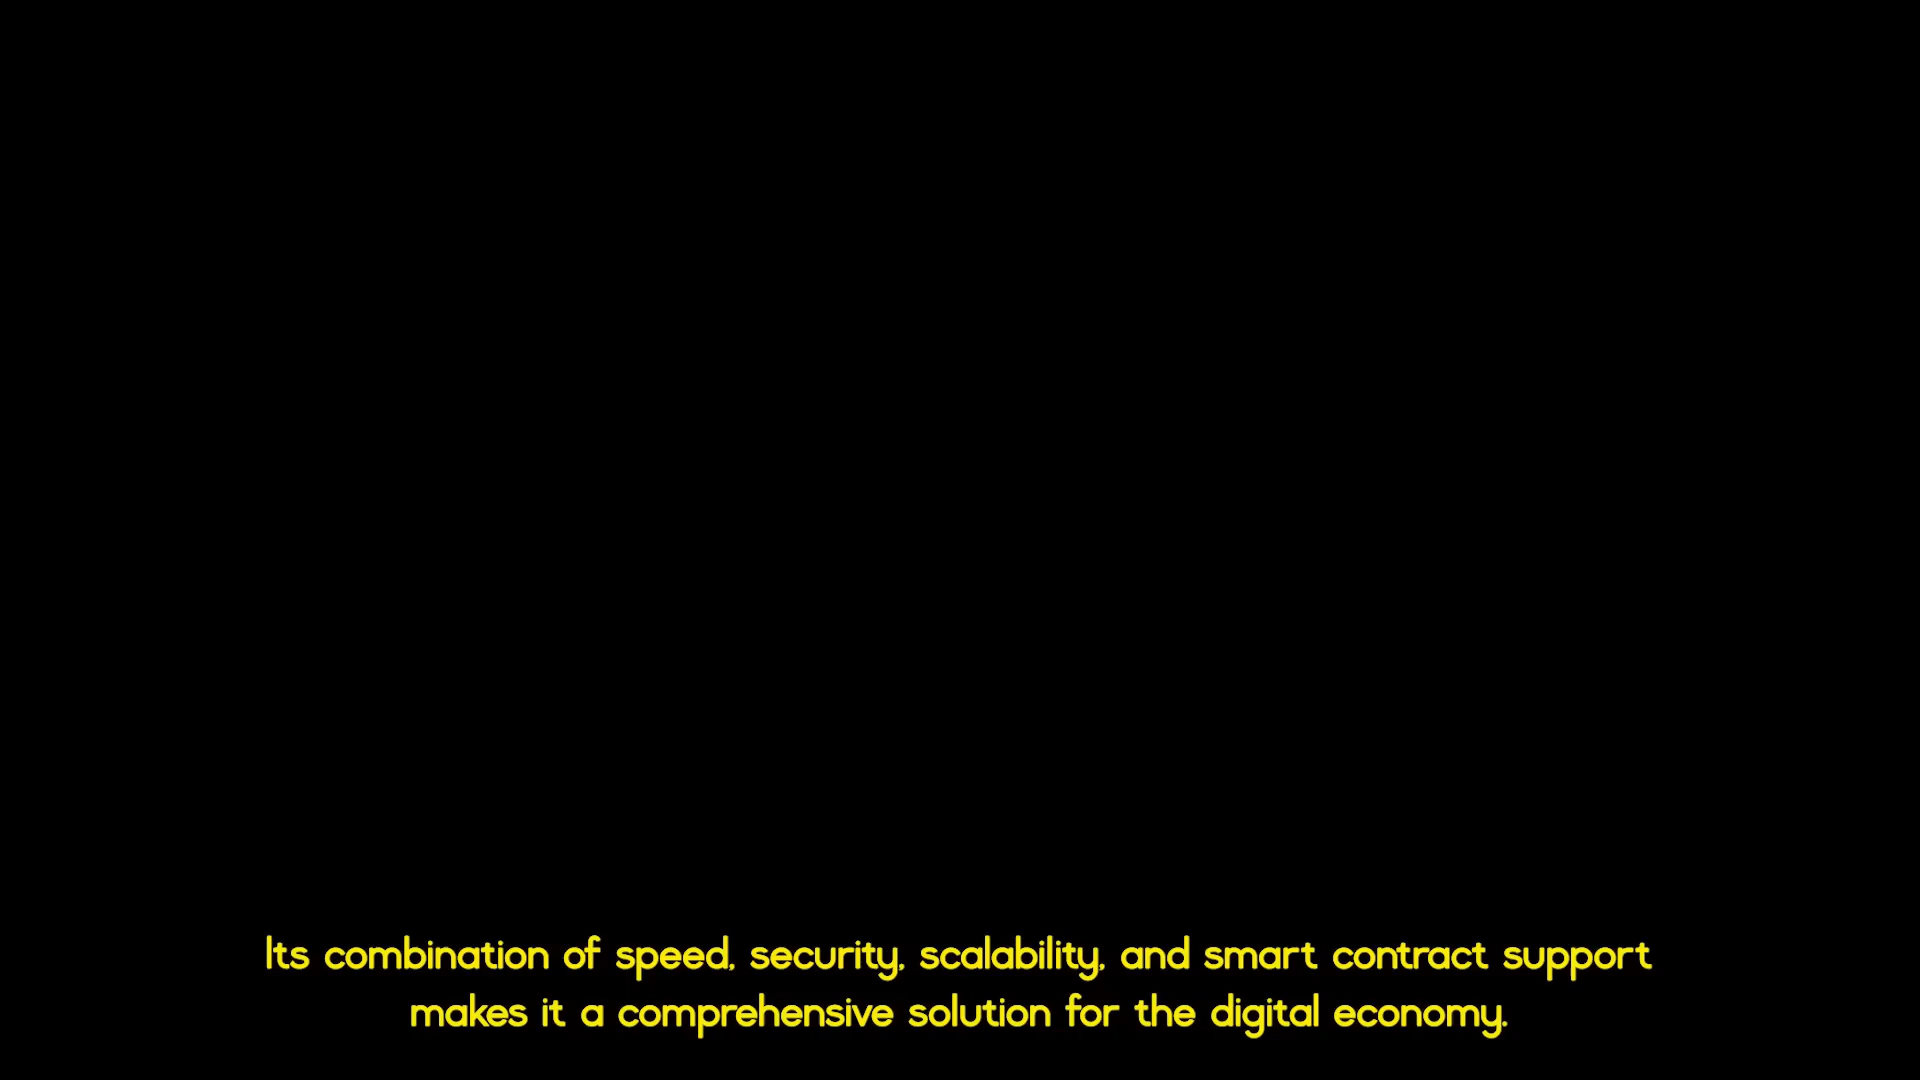 Its combination of speed, security, scalability, and smart contract support
makes it a comprehensive solution for the digital economy.